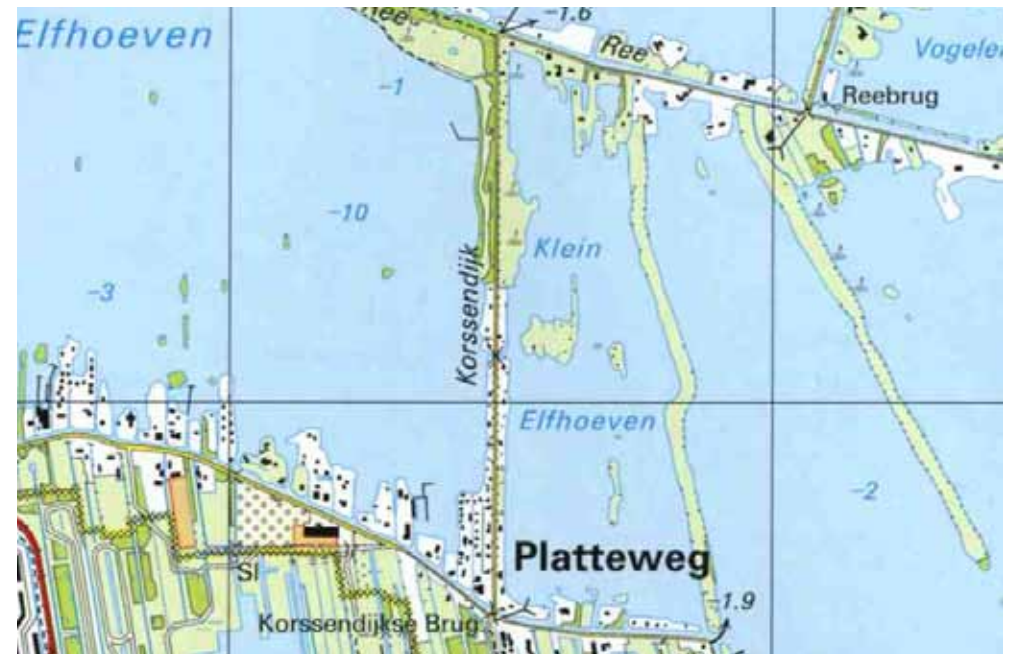 Ree
-1.6
Elfhoeven
Ree
Vogele
-1
Reebrug
-10
Klein
-3
Korssendijk
Elfhoeven
-2
Platteweg
Sl
-1.9
Korssendijkse Brug